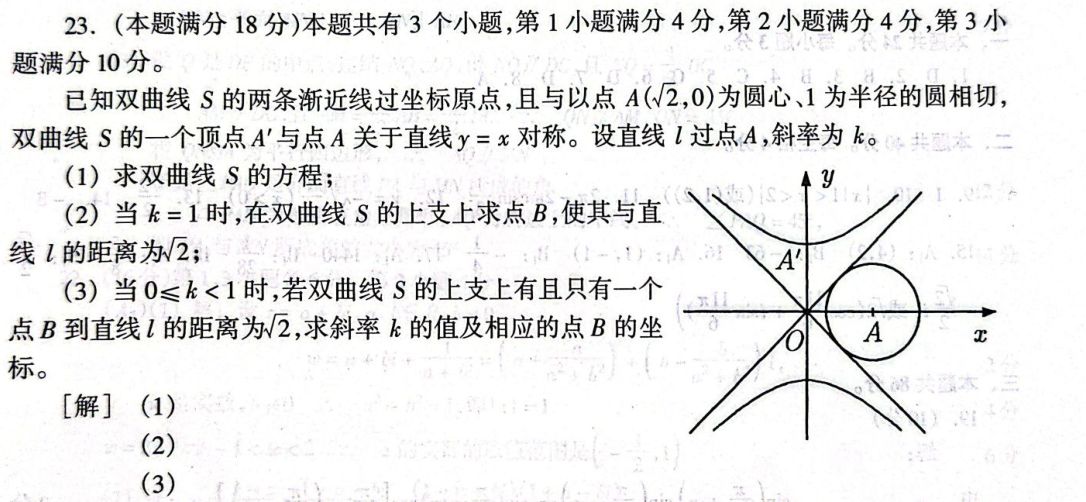 23. (本题满分 18 分)本题共有 3 个小题,第 1 小题满分 4 分,第 2 小题满分 4 分,第 3 小
题满分 10 分。
已知双曲线 S 的两条渐近线过坐标原点,且与以点 A(√2,0)为圆心、1 为半径的圆相切,
双曲线 S 的一个顶点 A′与点 A 关于直线 y = x 对称。设直线 l 过点 A,斜率为 k。
(1) 求双曲线 S 的方程;
(2) 当 k = 1 时,在双曲线 S 的上支上求点 B,使其与直
线 l 的距离为√2;
(3) 当 0≤k<1 时,若双曲线 S 的上支上有且只有一个
点 B 到直线 l 的距离为√2,求斜率 k 的值及相应的点 B 的坐
标。
[解] (1)
(2)
(3)
y
A′
O
A
x